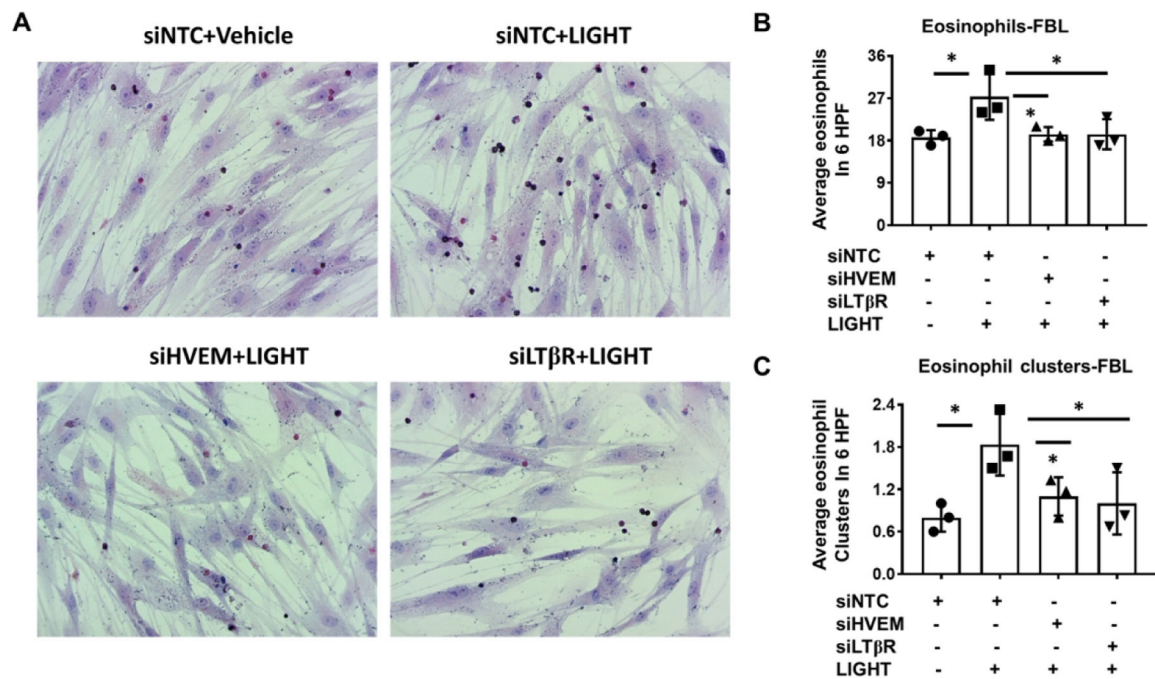 A
siNTC+Vehicle
siNTC+LIGHT
siHVEM+LIGHT
siLTβR+LIGHT
B
Eosinophils-FBL
Average eosinophils
In 6 HPF
36
27
18
9
0
* * *
siNTC + + - -
siHVEM - - + -
siLTβR - - - +
LIGHT - + + +
C
Eosinophil clusters-FBL
Average eosinophil
Clusters In 6 HPF
2.4
1.8
1.2
0.6
0.0
* * *
siNTC + + - -
siHVEM - - + -
siLTβR - - - +
LIGHT - + + +